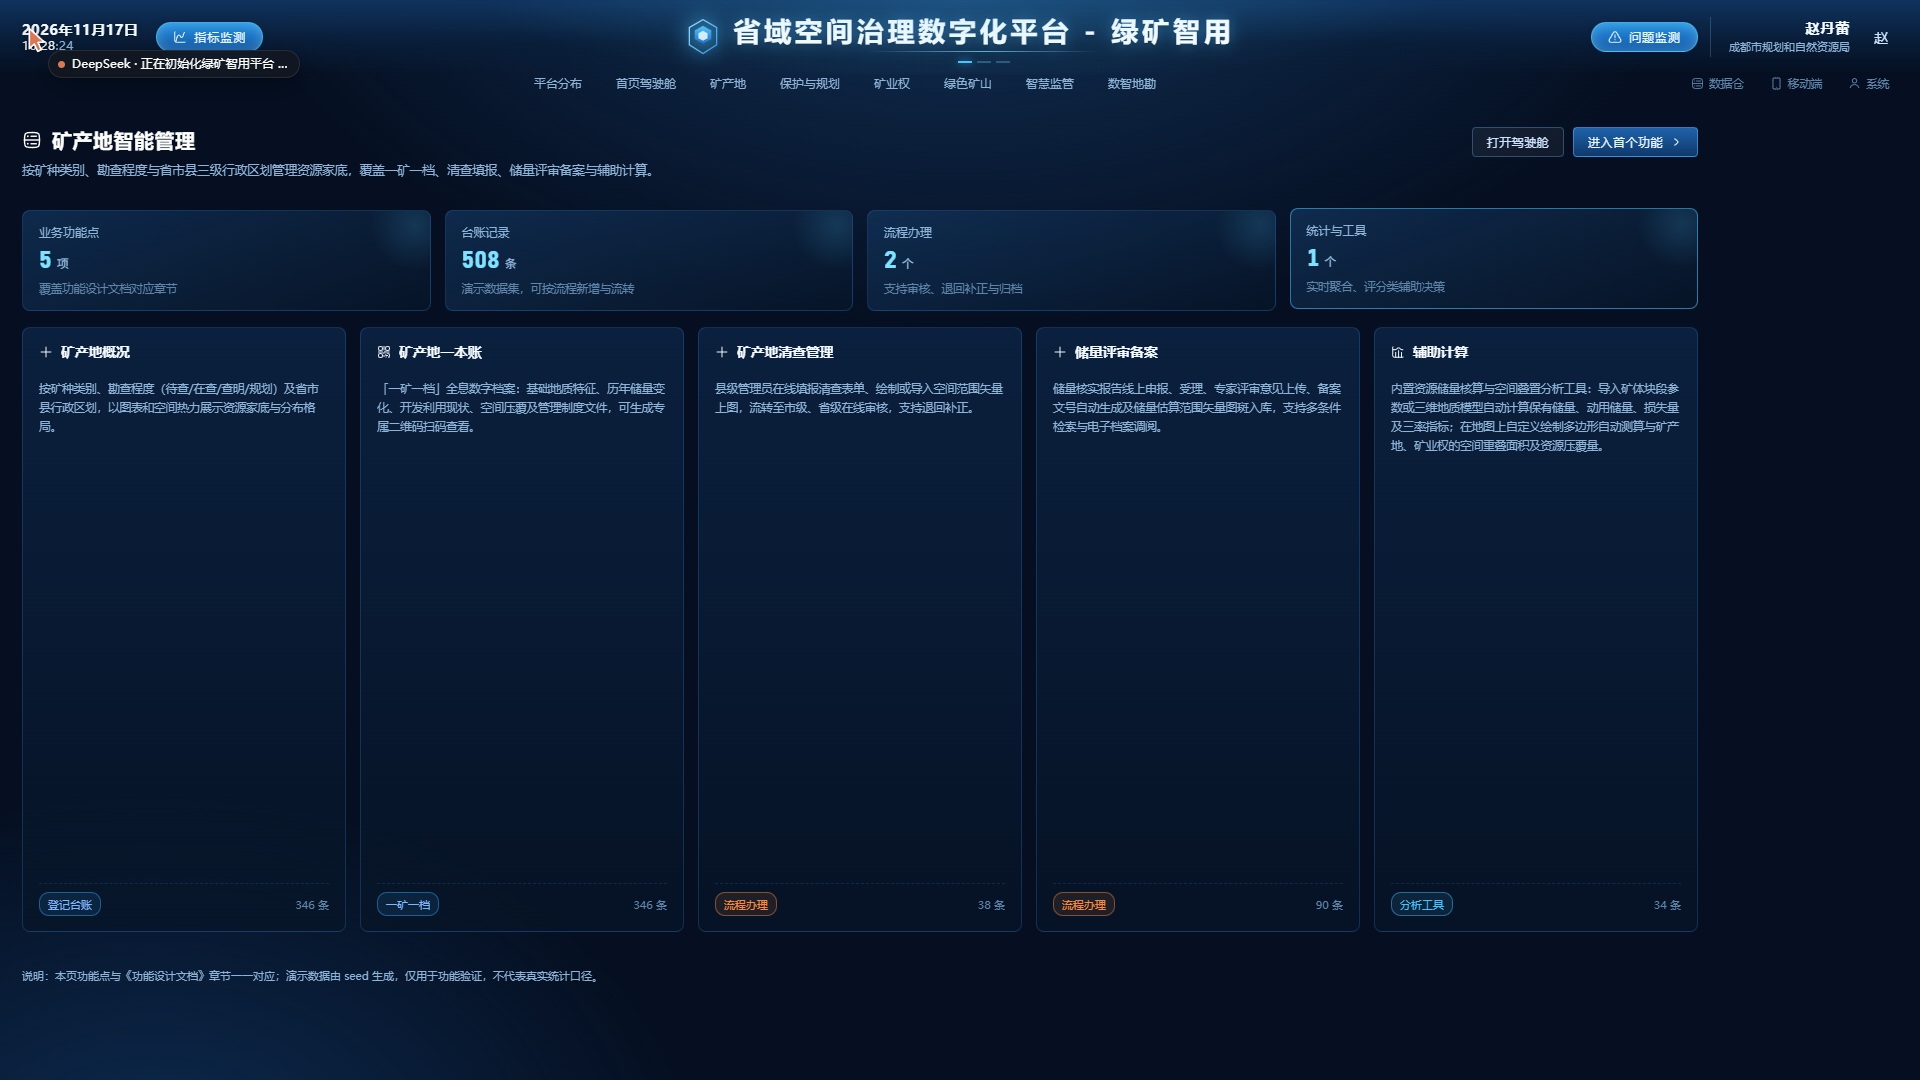 2026年11月17日
指标监测
省域空间治理数字化平台 - 绿矿智用
问题监测
赵丹蕾
成都市规划和自然资源局
赵
:28:24
DeepSeek · 正在初始化绿矿智用平台 ...
平台分布
首页驾驶舱
矿产地
保护与规划
矿业权
绿色矿山
智慧监管
数智地勘
数据仓
移动端
系统
矿产地智能管理
按矿种类别、勘查程度与省市县三级行政区划管理资源家底，覆盖一矿一档、清查填报、储量评审备案与辅助计算。
打开驾驶舱
进入首个功能
业务功能点
5 项
覆盖功能设计文档对应章节
台账记录
508 条
演示数据集，可按流程新增与流转
流程办理
2 个
支持审核、退回补正与归档
统计与工具
1 个
实时聚合、评分类辅助决策
矿产地概况
按矿种类别、勘查程度（待查/在查/查明/规划）及省市
县行政区划，以图表和空间热力展示资源家底与分布格
局。
登记台账
346 条
矿产地一本账
「一矿一档」全息数字档案：基础地质特征、历年储量变
化、开发利用现状、空间压覆及管理制度文件，可生成专
属二维码扫码查看。
一矿一档
346 条
矿产地清查管理
县级管理员在线填报清查表单、绘制或导入空间范围矢量
上图，流转至市级、省级在线审核，支持退回补正。
流程办理
38 条
储量评审备案
储量核实报告线上申报、受理、专家评审意见上传、备案
文号自动生成及储量估算范围矢量图斑入库，支持多条件
检索与电子档案调阅。
流程办理
90 条
辅助计算
内置资源储量核算与空间叠置分析工具：导入矿体块段参
数或三维地质模型自动计算保有储量、动用储量、损失量
及三率指标；在地图上自定义绘制多边形自动测算与矿产
地、矿业权的空间重叠面积及资源压覆量。
分析工具
34 条
说明：本页功能点与《功能设计文档》章节一一对应；演示数据由 seed 生成，仅用于功能验证，不代表真实统计口径。